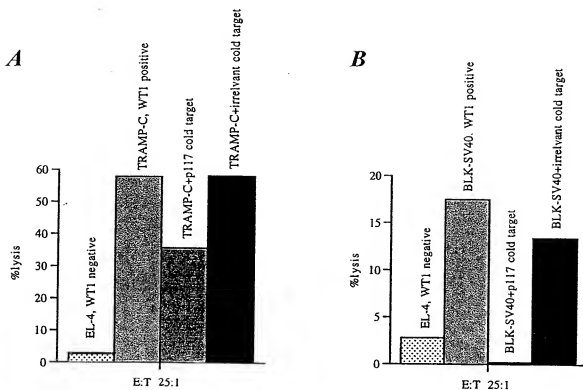 A
%lysis
60
50
40
30
20
10
0
EL-4, WT1 negative
TRAMP-C, WT1 positive
TRAMP-C+p117 cold target
TRAMP-C+irrelvant cold target
E:T 25:1
B
%lysis
20
15
10
5
0
EL-4, WT1 negative
BLK-SV40. WT1 positive
BLK-SV40+p117 cold target
BLK-SV40+irrelvant cold target
E:T 25:1